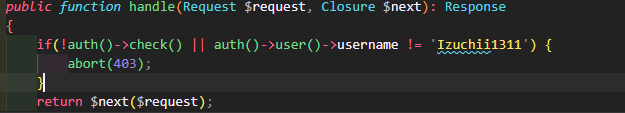 public function handle(Request $request, Closure $next): Response
{
    if(!auth()->check() || auth()->user()->username != 'Izuchii1311') {
        abort(403);
    }
    return $next($request);